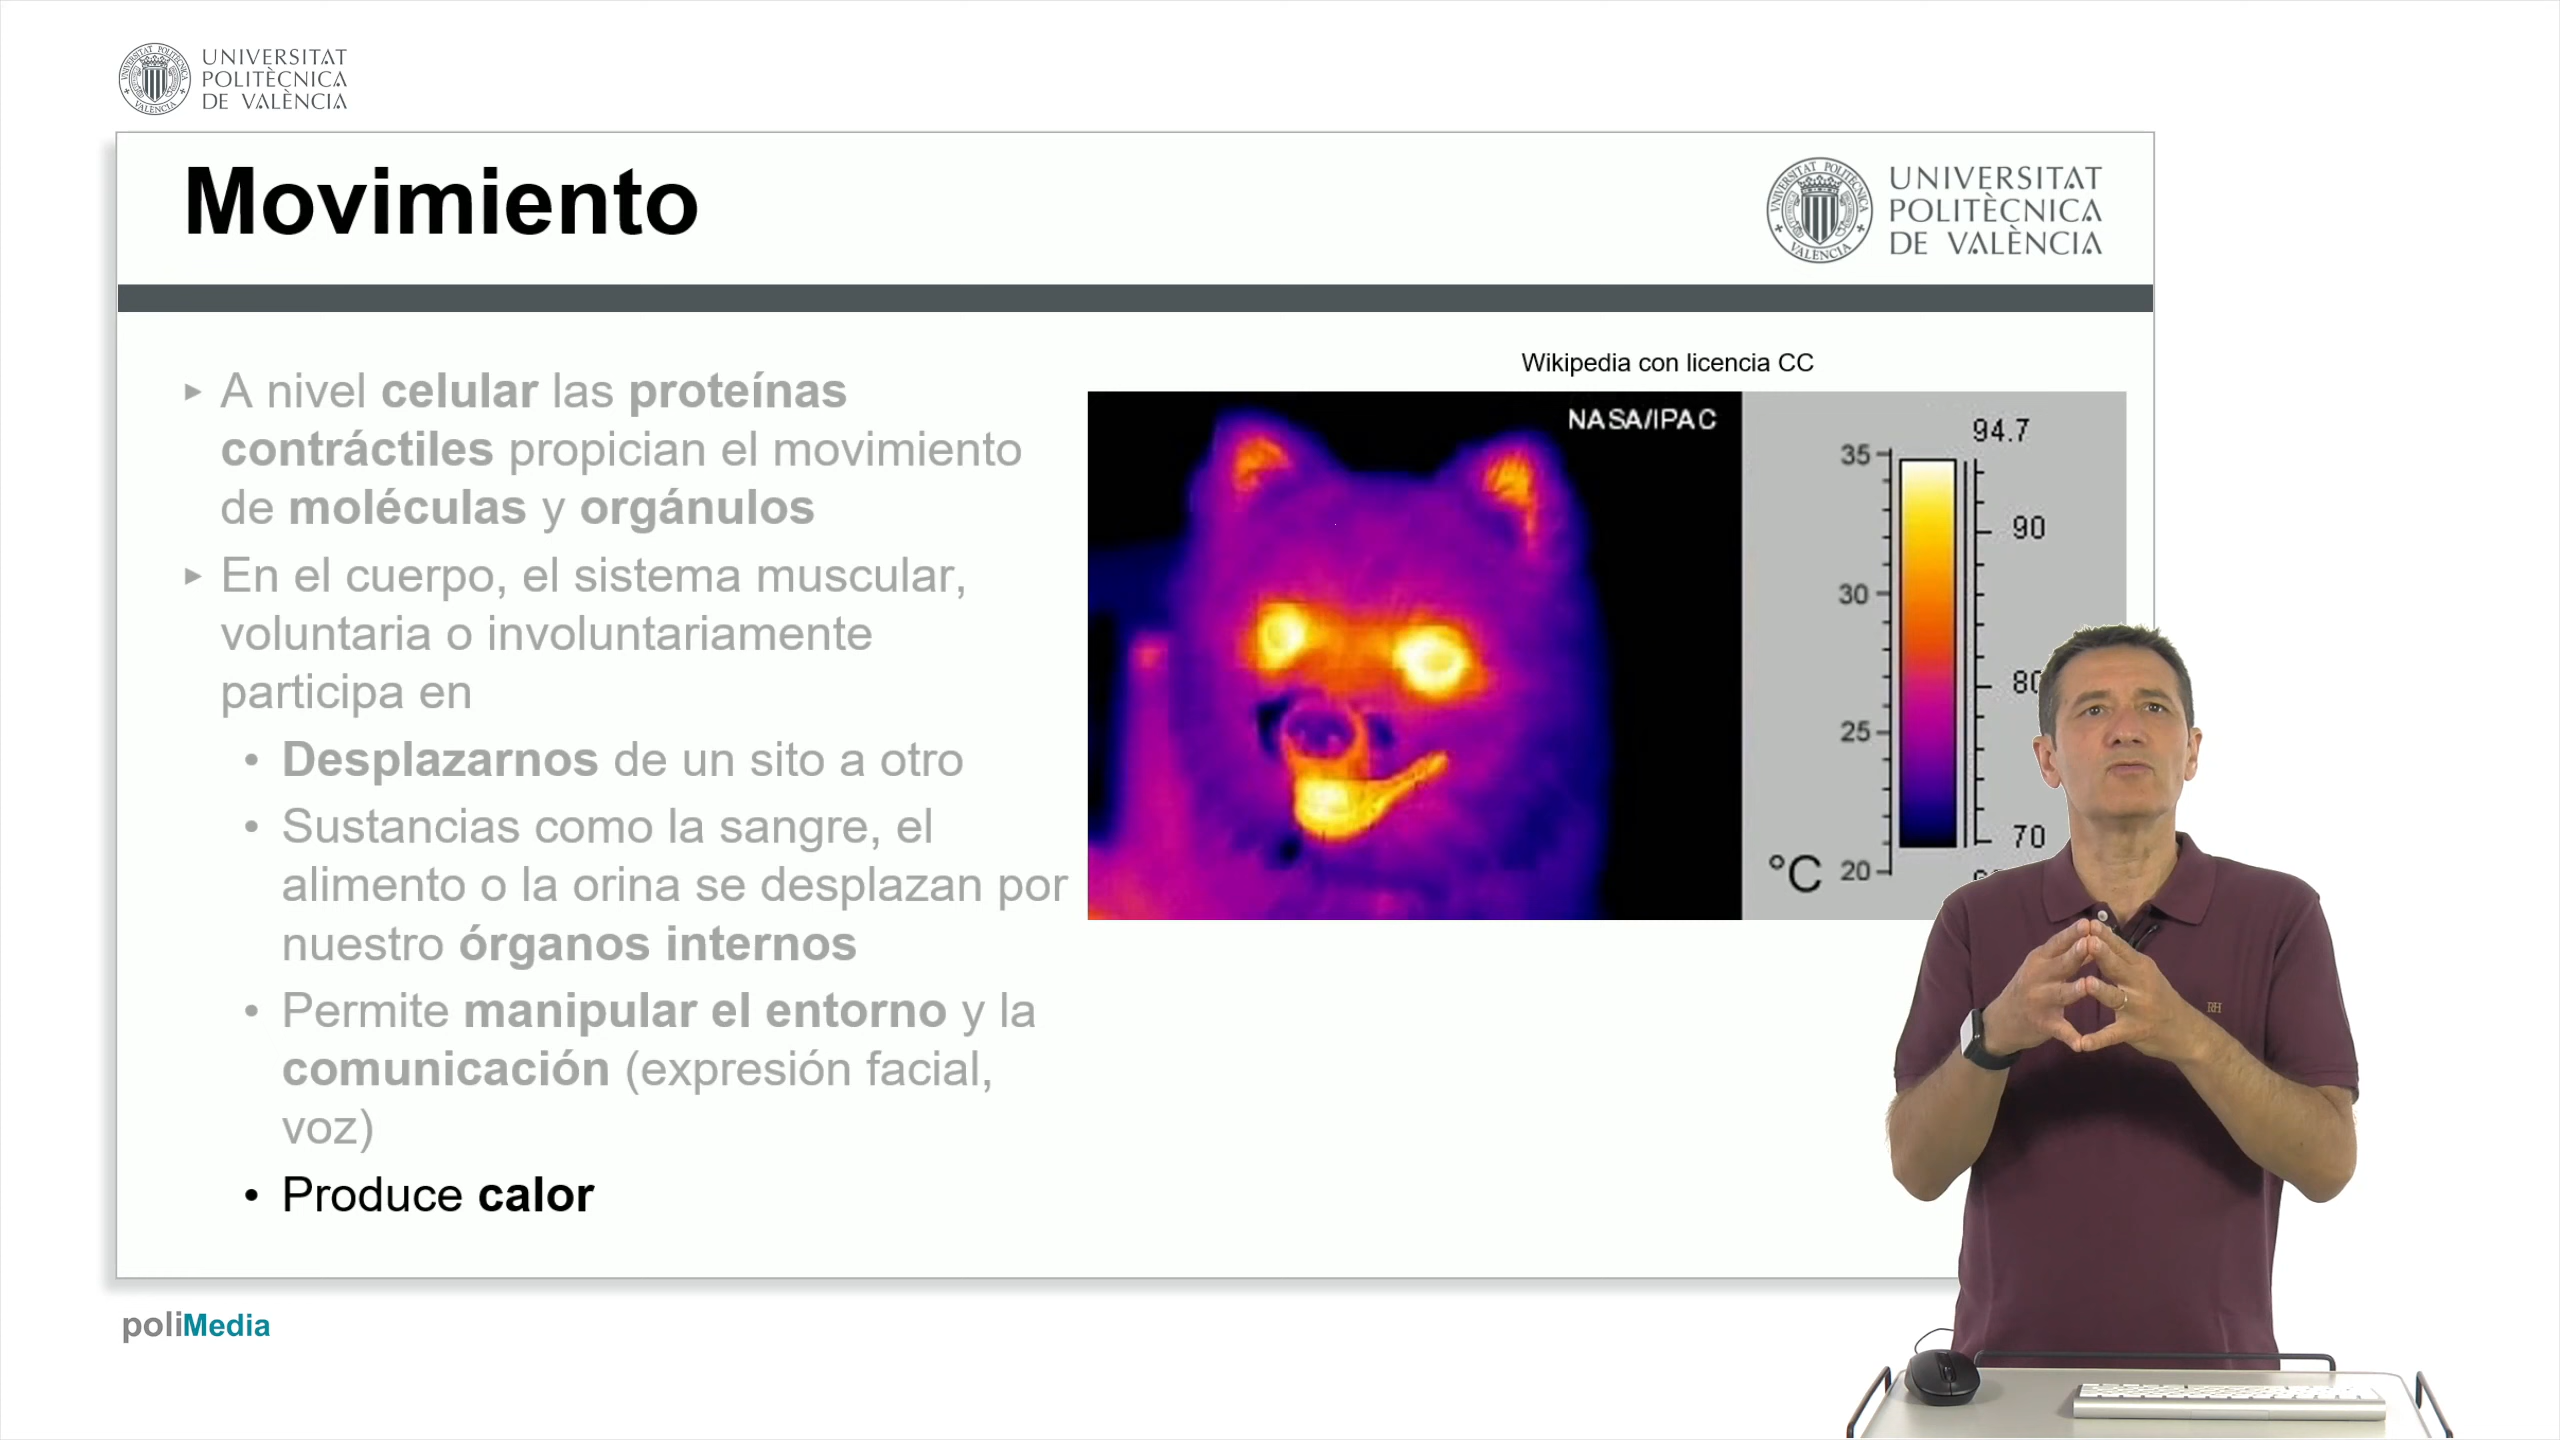 UNIVERSITAT
POLITÈCNICA
DE VALÈNCIA
Movimiento
UNIVERSITAT
POLITÈCNICA
DE VALÈNCIA
▸ A nivel celular las proteínas
contráctiles propician el movimiento
de moléculas y orgánulos
▸ En el cuerpo, el sistema muscular,
voluntaria o involuntariamente
participa en
• Desplazarnos de un sito a otro
• Sustancias como la sangre, el
alimento o la orina se desplazan por
nuestro órganos internos
• Permite manipular el entorno y la
comunicación (expresión facial,
voz)
• Produce calor
Wikipedia con licencia CC
NASA/IPAC
94.7
35
90
30
80
25
70
°C 20
RH
poliMedia